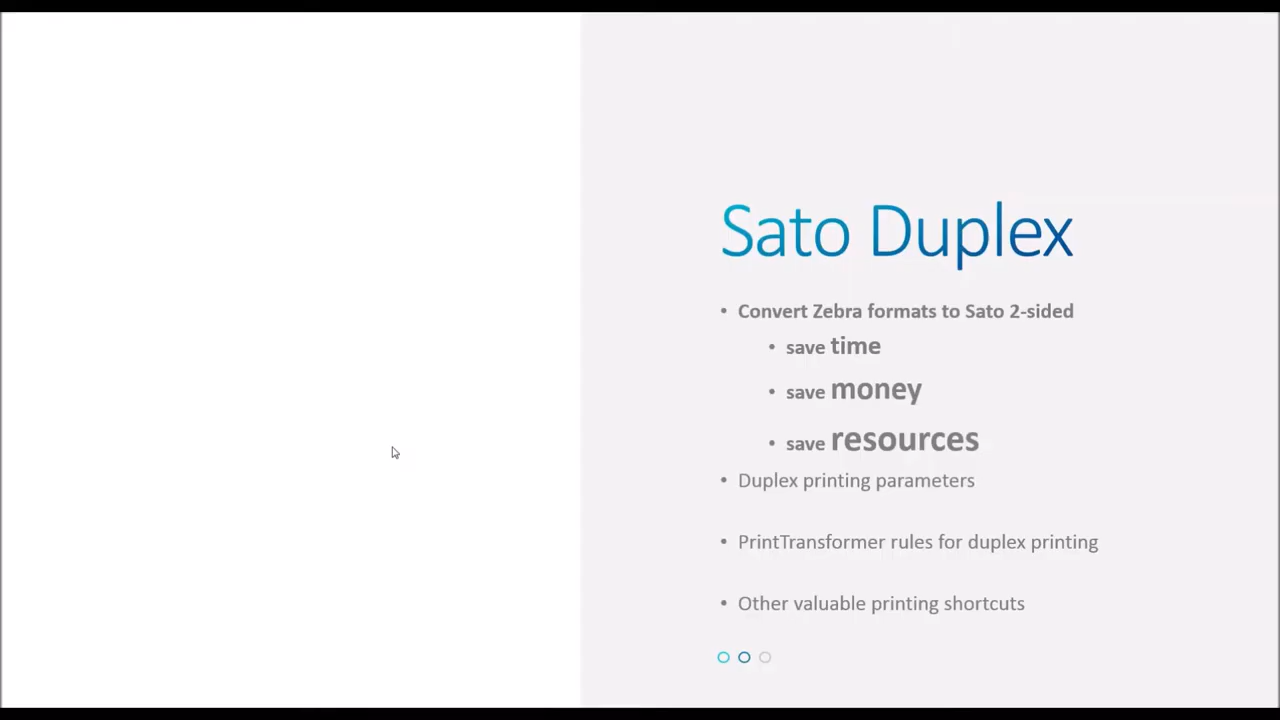 Sato Duplex
• Convert Zebra formats to Sato 2-sided
• save time
• save money
• save resources
• Duplex printing parameters
• PrintTransformer rules for duplex printing
• Other valuable printing shortcuts